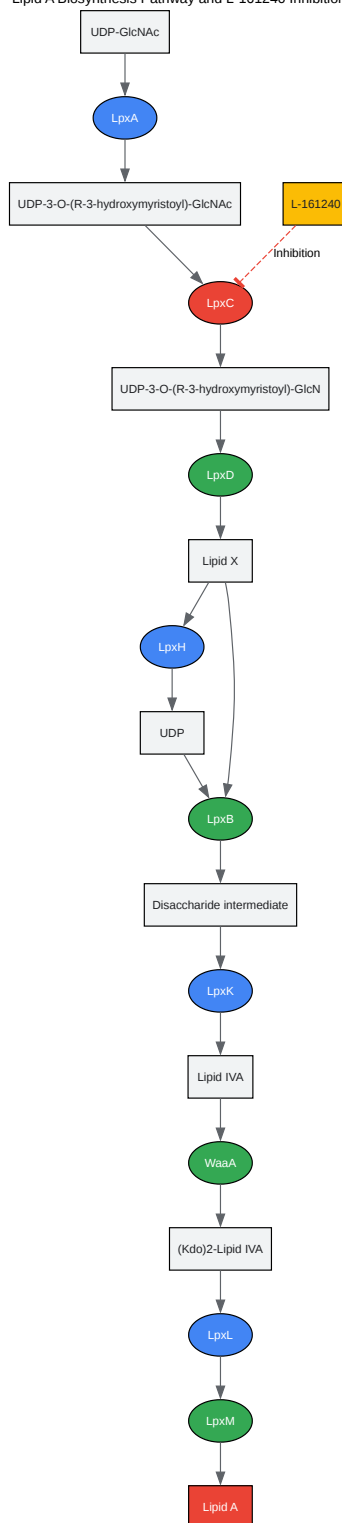 Lipid A Biosynthesis Pathway and L-161240 Inhibition
UDP-GlcNAc
LpxA
UDP-3-O-(R-3-hydroxymyristoyl)-GlcNAc
L-161240
Inhibition
LpxC
UDP-3-O-(R-3-hydroxymyristoyl)-GlcN
LpxD
Lipid X
LpxH
UDP
LpxB
Disaccharide intermediate
LpxK
Lipid IVA
WaaA
(Kdo)2-Lipid IVA
LpxL
LpxM
Lipid A